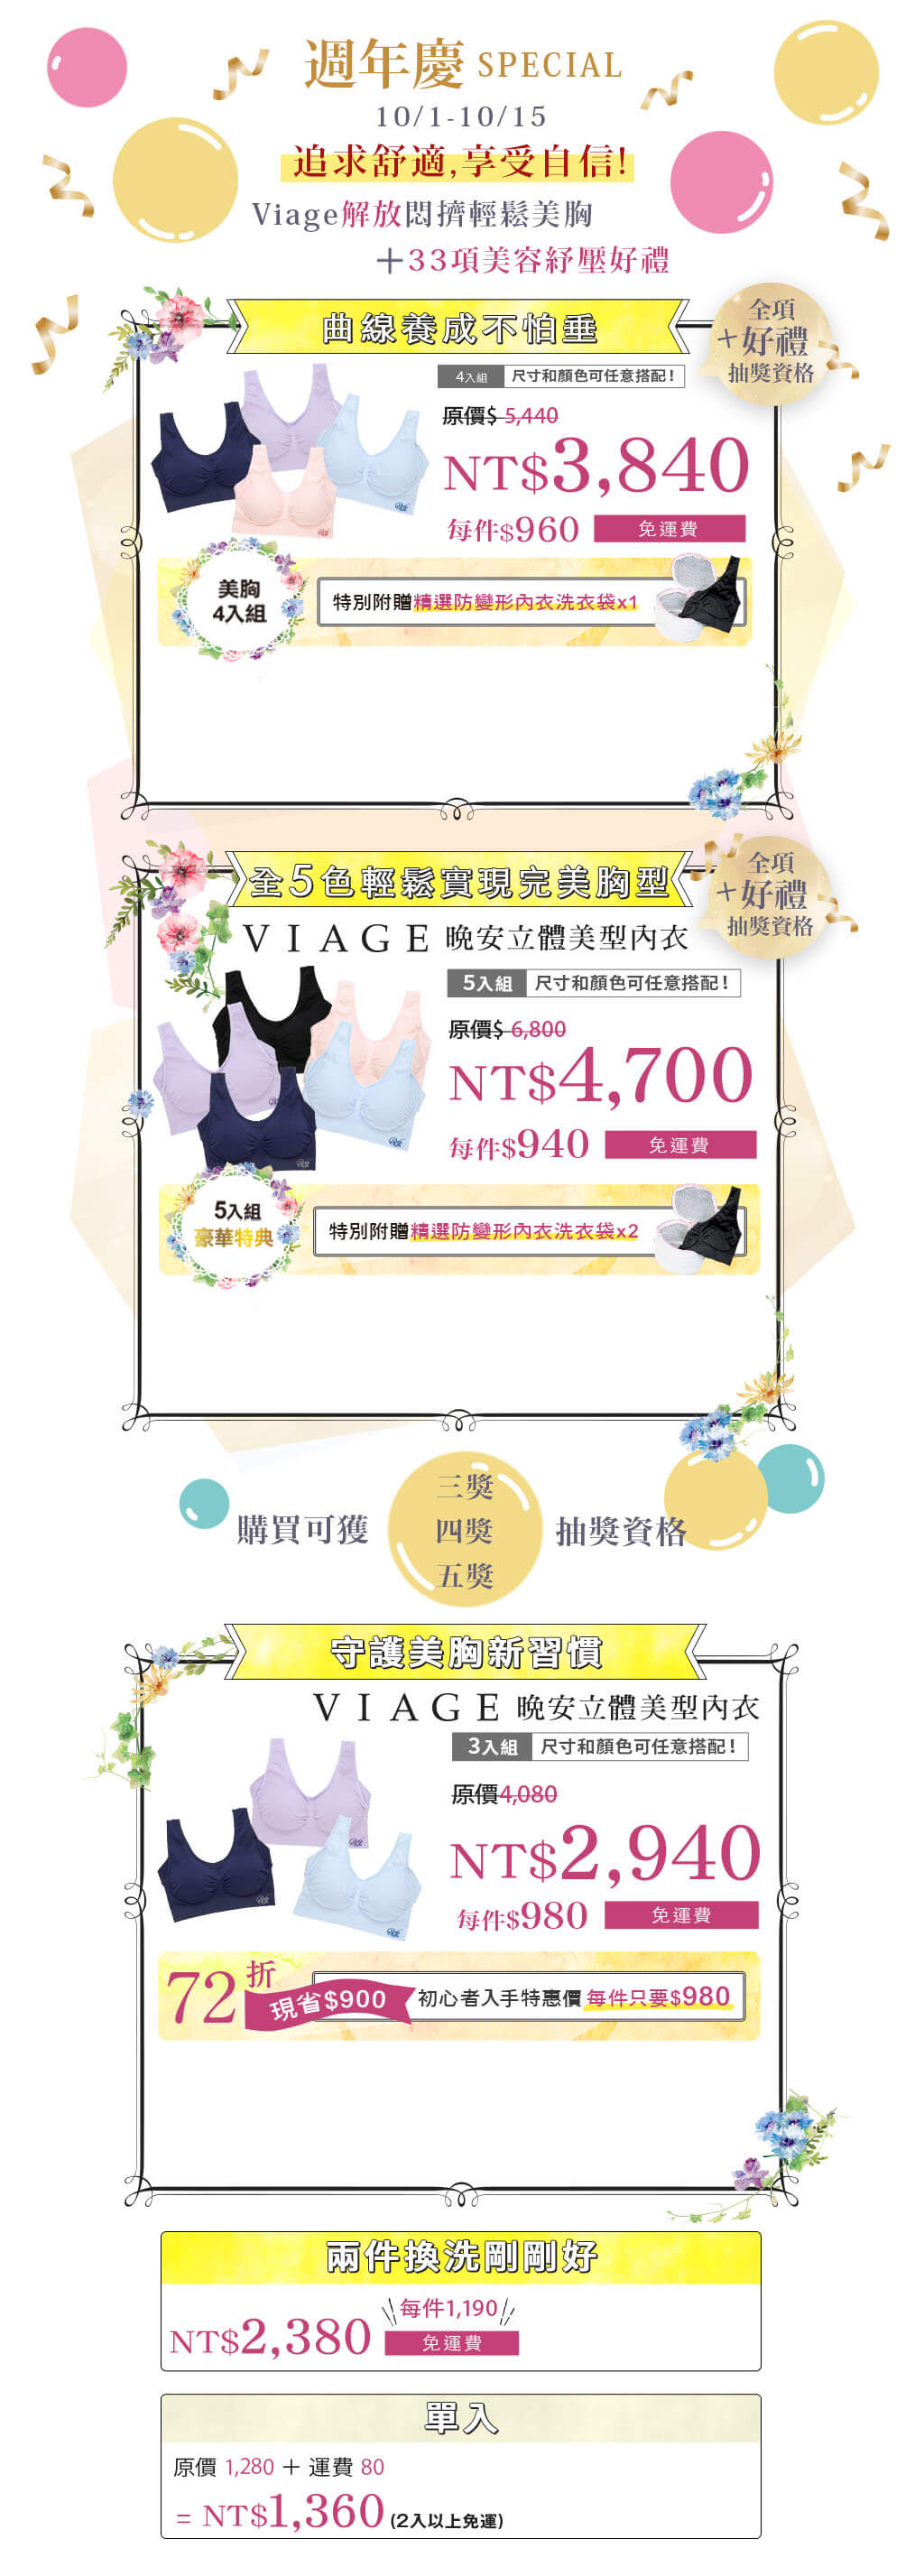 週年慶 SPECIAL
10/1-10/15
追求舒適,享受自信!
Viage解放悶擠輕鬆美胸
＋33項美容紓壓好禮
曲線養成不怕垂
全項
＋好禮
抽獎資格
4入組 尺寸和顏色可任意搭配！
原價$ 5,440
NT$3,840
每件$960 免運費
美胸
4入組
特別附贈精選防變形內衣洗衣袋x1
全5色輕鬆實現完美胸型
全項
＋好禮
抽獎資格
VIAGE 晚安立體美型內衣
5入組 尺寸和顏色可任意搭配！
原價$ 6,800
NT$4,700
每件$940 免運費
5入組
豪華特典
特別附贈精選防變形內衣洗衣袋x2
購買可獲
三獎
四獎
五獎
抽獎資格
守護美胸新習慣
VIAGE 晚安立體美型內衣
3入組 尺寸和顏色可任意搭配！
原價4,080
NT$2,940
每件$980 免運費
72折
現省$900
初心者入手特惠價 每件只要$980
兩件換洗剛剛好
每件1,190
NT$2,380 免運費
單入
原價 1,280 ＋ 運費 80
= NT$1,360 (2入以上免運)